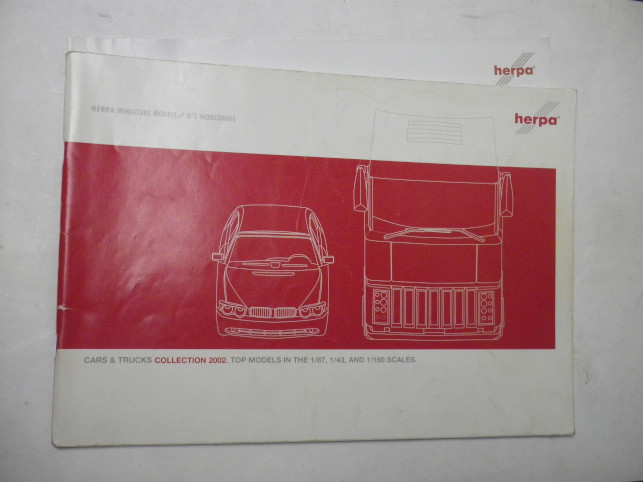 herpa
HERPA MINIATURE MODELS / N°1 WORLDWIDE
herpa
CARS & TRUCKS COLLECTION 2002. TOP MODELS IN THE 1/87, 1/43, AND 1/160 SCALES.